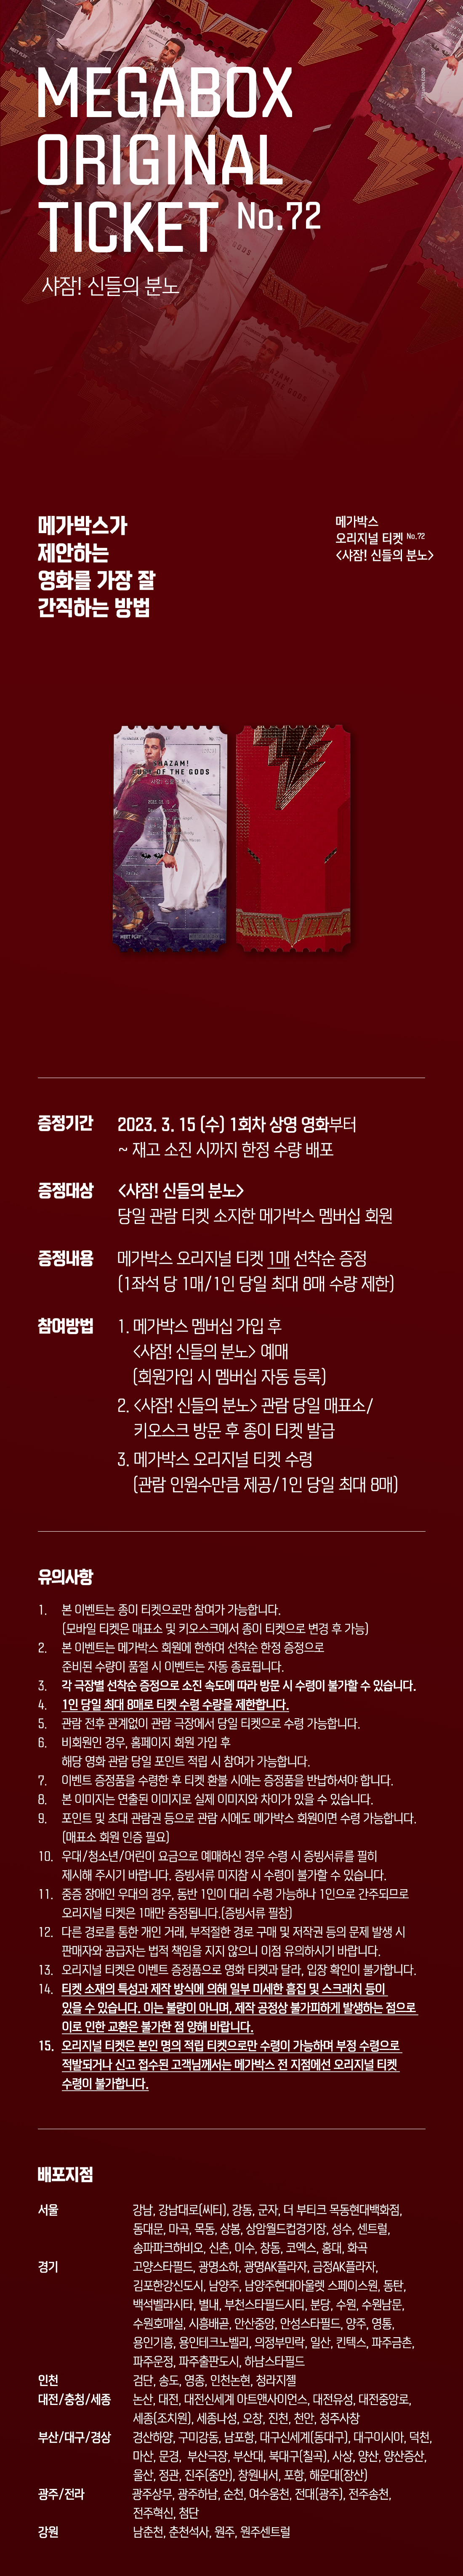 MEGABOX
ORIGINAL
TICKET No.72
샤잠! 신들의 분노
메가박스가
제안하는
영화를 가장 잘
간직하는 방법
메가박스
오리지널 티켓 No.72
<샤잠! 신들의 분노>
SHAZAM!
OF THE GODS
MEET PLAY
증정기간
2023. 3. 15 (수) 1회차 상영 영화부터
~ 재고 소진 시까지 한정 수량 배포
증정대상
<샤잠! 신들의 분노>
당일 관람 티켓 소지한 메가박스 멤버십 회원
증정내용
메가박스 오리지널 티켓 1매 선착순 증정
(1좌석 당 1매/1인 당일 최대 8매 수량 제한)
참여방법
1. 메가박스 멤버십 가입 후
<샤잠! 신들의 분노> 예매
(회원가입 시 멤버십 자동 등록)
2. <샤잠! 신들의 분노> 관람 당일 매표소/
키오스크 방문 후 종이 티켓 발급
3. 메가박스 오리지널 티켓 수령
(관람 인원수만큼 제공/1인 당일 최대 8매)
유의사항
1. 본 이벤트는 종이 티켓으로만 참여가 가능합니다.
(모바일 티켓은 매표소 및 키오스크에서 종이 티켓으로 변경 후 가능)
2. 본 이벤트는 메가박스 회원에 한하여 선착순 한정 증정으로
준비된 수량이 품절 시 이벤트는 자동 종료됩니다.
3. 각 극장별 선착순 증정으로 소진 속도에 따라 방문 시 수령이 불가할 수 있습니다.
4. 1인 당일 최대 8매로 티켓 수령 수량을 제한합니다.
5. 관람 전후 관계없이 관람 극장에서 당일 티켓으로 수령 가능합니다.
6. 비회원인 경우, 홈페이지 회원 가입 후
해당 영화 관람 당일 포인트 적립 시 참여가 가능합니다.
7. 이벤트 증정품을 수령한 후 티켓 환불 시에는 증정품을 반납하셔야 합니다.
8. 본 이미지는 연출된 이미지로 실제 이미지와 차이가 있을 수 있습니다.
9. 포인트 및 초대 관람권 등으로 관람 시에도 메가박스 회원이면 수령 가능합니다.
(매표소 회원 인증 필요)
10. 우대/청소년/어린이 요금으로 예매하신 경우 수령 시 증빙서류를 필히
제시해 주시기 바랍니다. 증빙서류 미지참 시 수령이 불가할 수 있습니다.
11. 중증 장애인 우대의 경우, 동반 1인이 대리 수령 가능하나 1인으로 간주되므로
오리지널 티켓은 1매만 증정됩니다.(증빙서류 필참)
12. 다른 경로를 통한 개인 거래, 부적절한 경로 구매 및 저작권 등의 문제 발생 시
판매자와 공급자는 법적 책임을 지지 않으니 이점 유의하시기 바랍니다.
13. 오리지널 티켓은 이벤트 증정품으로 영화 티켓과 달라, 입장 확인이 불가합니다.
14. 티켓 소재의 특성과 제작 방식에 의해 일부 미세한 흠집 및 스크래치 등이
있을 수 있습니다. 이는 불량이 아니며, 제작 공정상 불가피하게 발생하는 점으로
이로 인한 교환은 불가한 점 양해 바랍니다.
15. 오리지널 티켓은 본인 명의 적립 티켓으로만 수령이 가능하며 부정 수령으로
적발되거나 신고 접수된 고객님께서는 메가박스 전 지점에선 오리지널 티켓
수령이 불가합니다.
배포지점
서울
강남, 강남대로(씨티), 강동, 군자, 더 부티크 목동현대백화점,
동대문, 마곡, 목동, 상봉, 상암월드컵경기장, 성수, 센트럴,
송파파크하비오, 신촌, 이수, 창동, 코엑스, 홍대, 화곡
경기
고양스타필드, 광명소하, 광명AK플라자, 금정AK플라자,
김포한강신도시, 남양주, 남양주현대아울렛 스페이스원, 동탄,
백석벨라시타, 별내, 부천스타필드시티, 분당, 수원, 수원남문,
수원호매실, 시흥배곧, 안산중앙, 안성스타필드, 양주, 영통,
용인기흥, 용인테크노벨리, 의정부민락, 일산, 킨텍스, 파주금촌,
파주운정, 파주출판도시, 하남스타필드
인천
검단, 송도, 영종, 인천논현, 청라지젤
대전/충청/세종
논산, 대전, 대전신세계 아트앤사이언스, 대전유성, 대전중앙로,
세종(조치원), 세종나성, 오창, 진천, 천안, 청주사창
부산/대구/경상
경산하양, 구미강동, 남포항, 대구신세계(동대구), 대구이시아, 덕천,
마산, 문경, 부산극장, 부산대, 북대구(칠곡), 사상, 양산, 양산증산,
울산, 정관, 진주(중안), 창원내서, 포항, 해운대(장산)
광주/전라
광주상무, 광주하남, 순천, 여수웅천, 전대(광주), 전주송천,
전주혁신, 첨단
강원
남춘천, 춘천석사, 원주, 원주센트럴